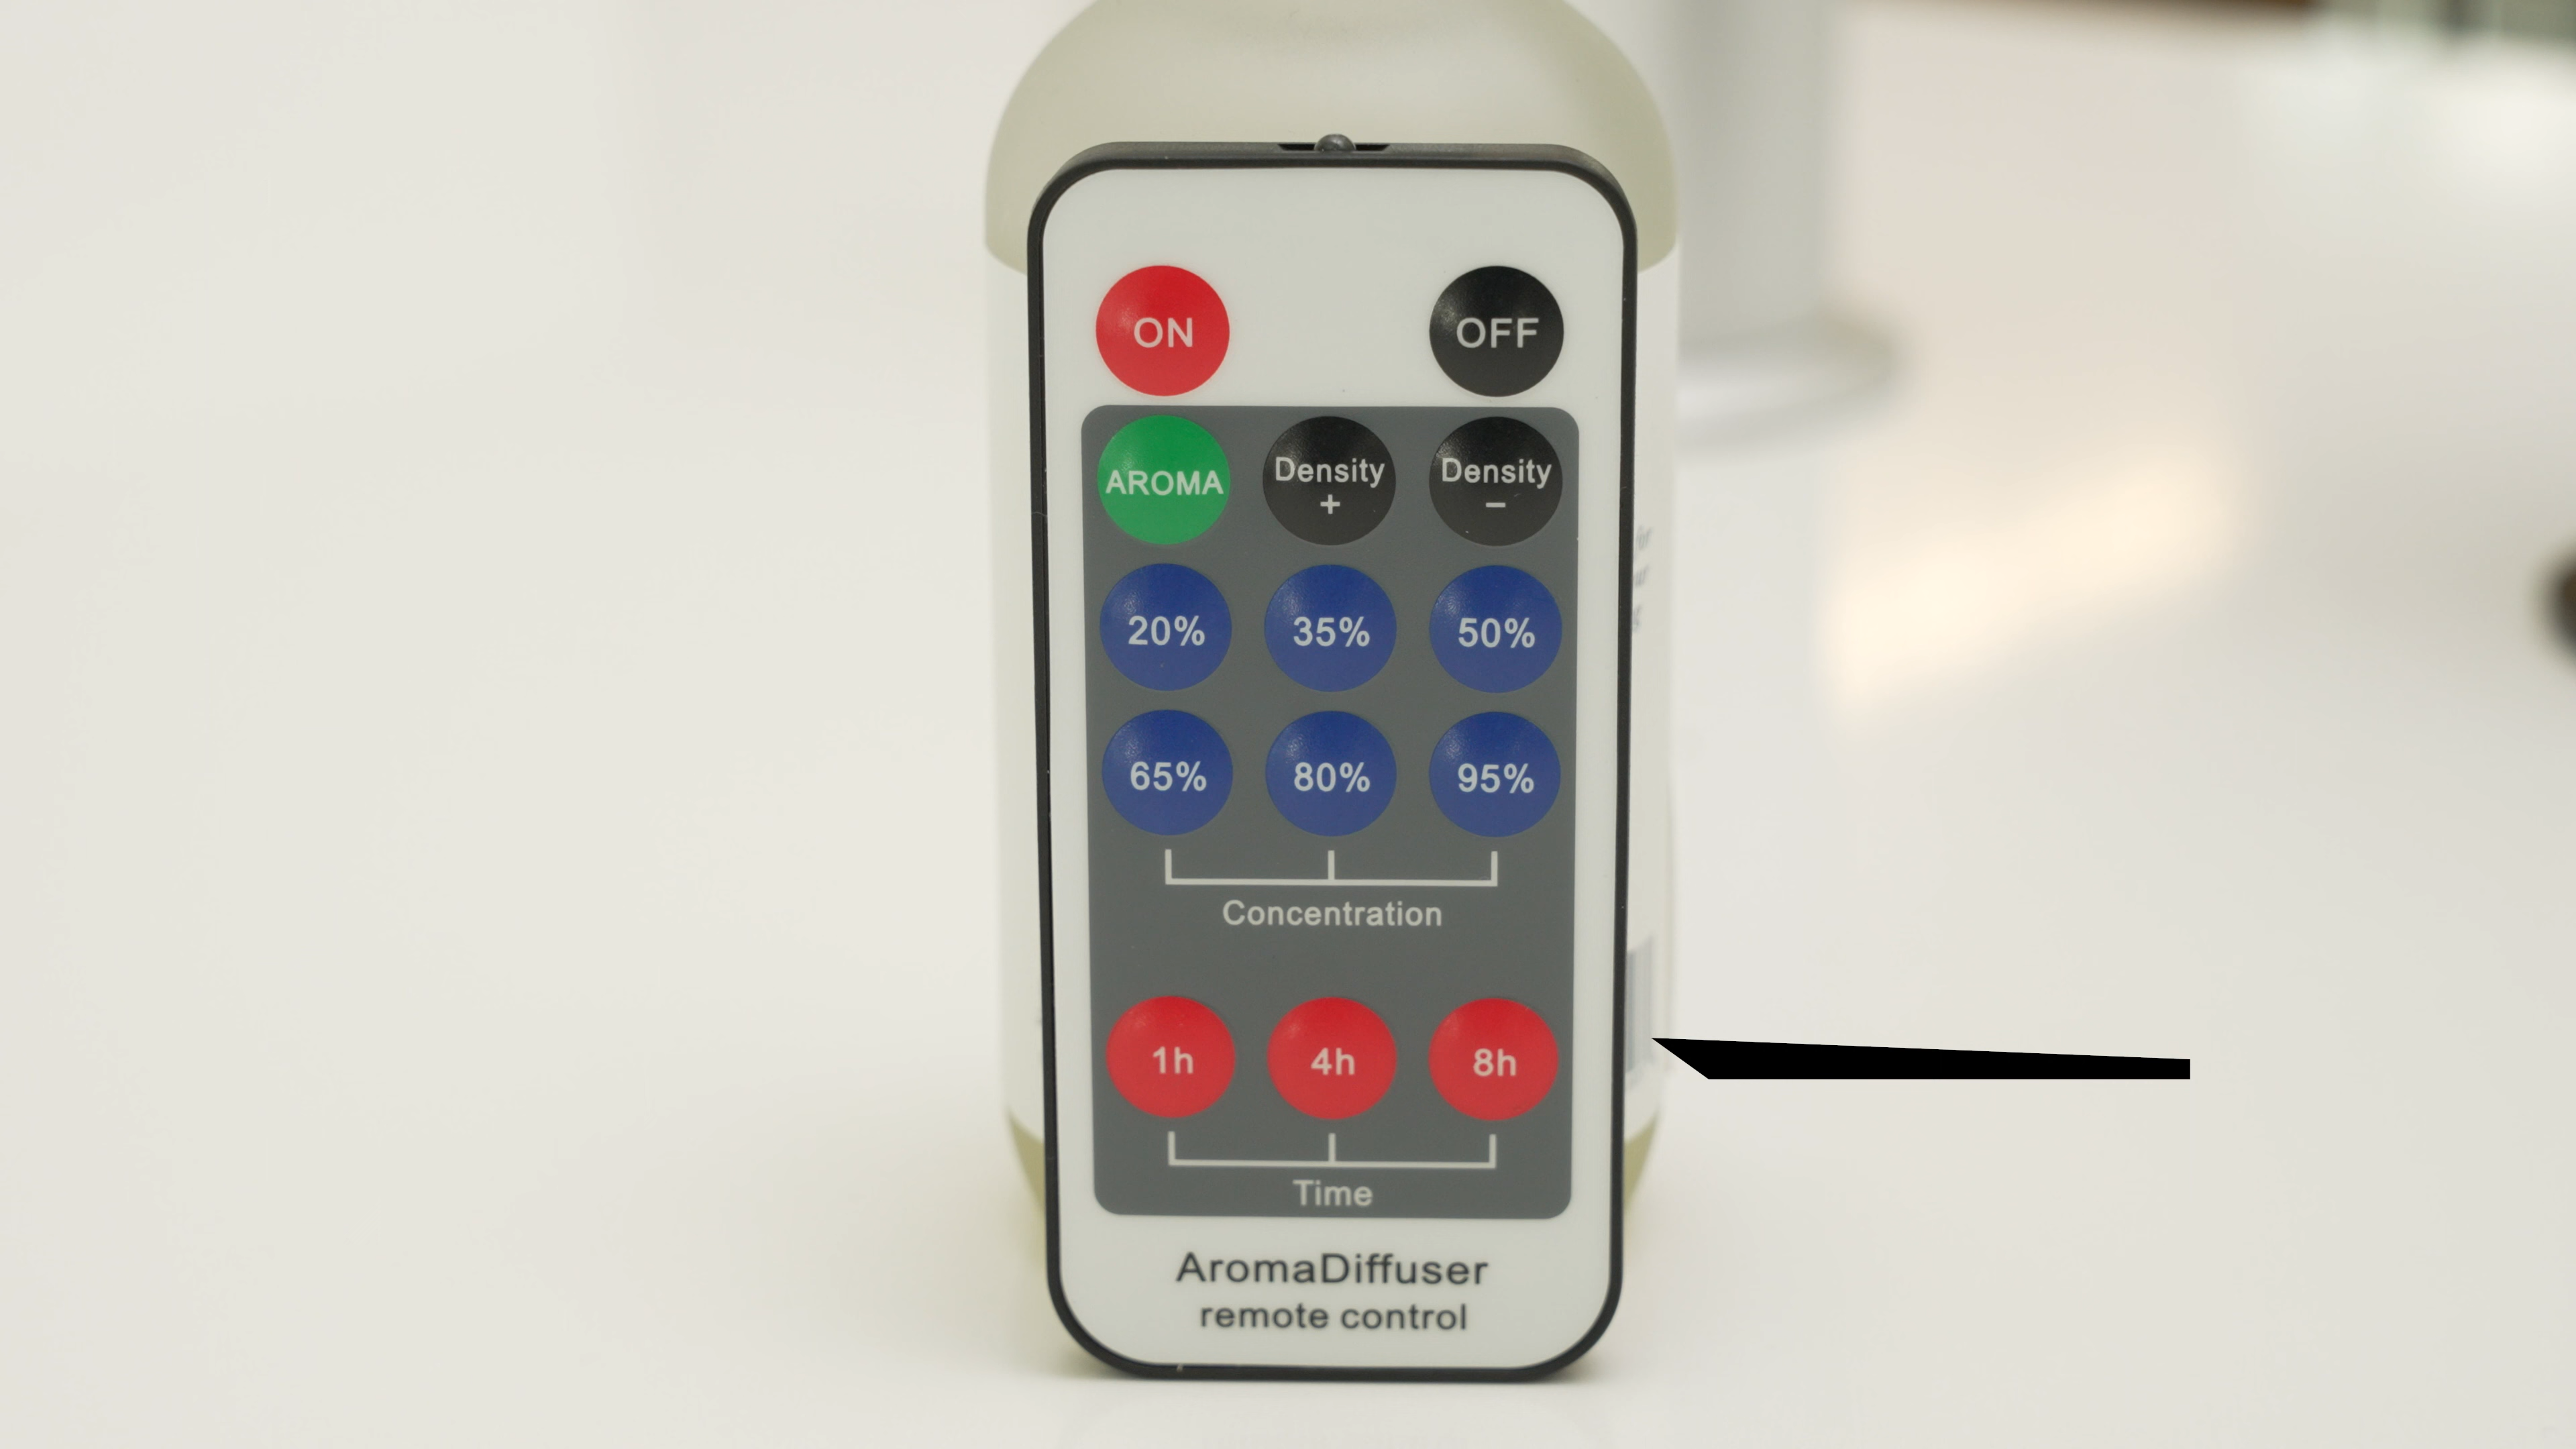 ON OFF
AROMA Density + Density −
20% 35% 50%
65% 80% 95%
Concentration
1h 4h 8h
Time
AromaDiffuser
remote control